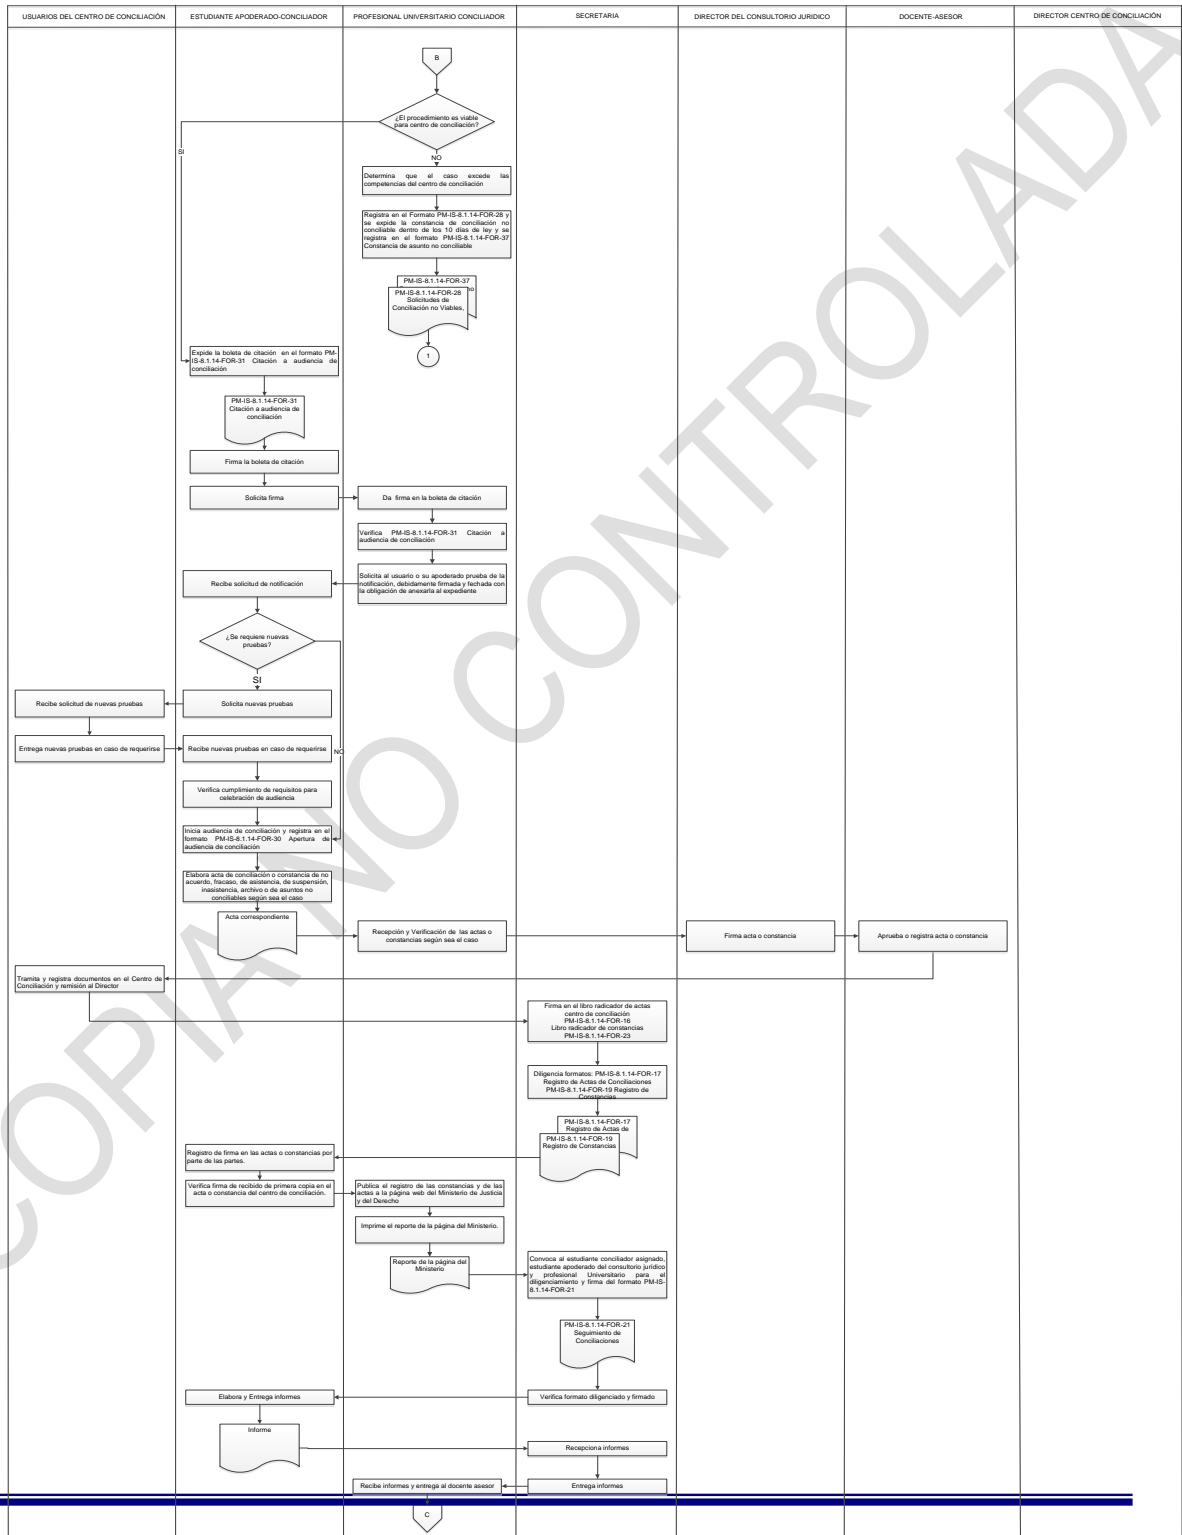 USUARIOS DEL CENTRO DE CONCILIACIÓN
ESTUDIANTE APODERADO-CONCILIADOR
PROFESIONAL UNIVERSITARIO CONCILIADOR
SECRETARIA
DIRECTOR DEL CONSULTORIO JURIDICO
DOCENTE-ASESOR
DIRECTOR CENTRO DE CONCILIACIÓN
B
¿El procedimiento es viable
para centro de conciliación?
SI
NO
Determina que el caso excede las
competencias del centro de conciliación
Registra en el Formato PM-IS-8.1.14-FOR-28 y
se expide la constancia de conciliación no
conciliable dentro de los 10 días de ley y se
registra en el formato PM-IS-8.1.14-FOR-37
Constancia de asunto no conciliable
PM-IS-8.1.14-FOR-37
PM-IS-8.1.14-FOR-28
Solicitudes de
Conciliación no Viables,
1
Expide la boleta de citación en el formato PM-
IS-8.1.14-FOR-31 Citación a audiencia de
conciliación
PM-IS-8.1.14-FOR-31
Citación a audiencia de
conciliación
Firma la boleta de citación
Solicita firma
Da firma en la boleta de citación
Verifica PM-IS-8.1.14-FOR-31 Citación a
audiencia de conciliación
Solicita al usuario o su apoderado prueba de la
notificación, debidamente firmada y fechada con
la obligación de anexarla al expediente
Recibe solicitud de notificación
¿Se requiere nuevas
pruebas?
SI
NO
Solicita nuevas pruebas
Recibe solicitud de nuevas pruebas
Entrega nuevas pruebas en caso de requerirse
Recibe nuevas pruebas en caso de requerirse
Verifica cumplimiento de requisitos para
celebración de audiencia
Inicia audiencia de conciliación y registra en el
formato PM-IS-8.1.14-FOR-30 Apertura de
audiencia de conciliación
Elabora acta de conciliación o constancia de no
acuerdo, fracaso, de asistencia, de suspensión,
inasistencia, archivo o de asuntos no
conciliables según sea el caso
Acta correspondiente
Recepción y Verificación de las actas o
constancias según sea el caso
Firma acta o constancia
Aprueba o registra acta o constancia
Tramita y registra documentos en el Centro de
Conciliación y remisión al Director
Firma en el libro radicador de actas
centro de conciliación
PM-IS-8.1.14-FOR-16
Libro radicador de constancias
PM-IS-8.1.14-FOR-23
Diligencia formatos: PM-IS-8.1.14-FOR-17
Registro de Actas de Conciliaciones
PM-IS-8.1.14-FOR-19 Registro de
Constancias
PM-IS-8.1.14-FOR-17
Registro de Actas de
PM-IS-8.1.14-FOR-19
Registro de Constancias
Registro de firma en las actas o constancias por
parte de las partes.
Verifica firma de recibido de primera copia en el
acta o constancia del centro de conciliación.
Publica el registro de las constancias y de las
actas a la página web del Ministerio de Justicia
y del Derecho
Imprime el reporte de la página del Ministerio.
Reporte de la página del
Ministerio
Convoca al estudiante conciliador asignado,
estudiante apoderado del consultorio jurídico
y profesional Universitario para el
diligenciamiento y firma del formato PM-IS-
8.1.14-FOR-21
PM-IS-8.1.14-FOR-21
Seguimiento de
Conciliaciones
Verifica formato diligenciado y firmado
Elabora y Entrega informes
Informe
Recepciona informes
Entrega informes
Recibe informes y entrega al docente asesor
C
COPIA NO CONTROLADA